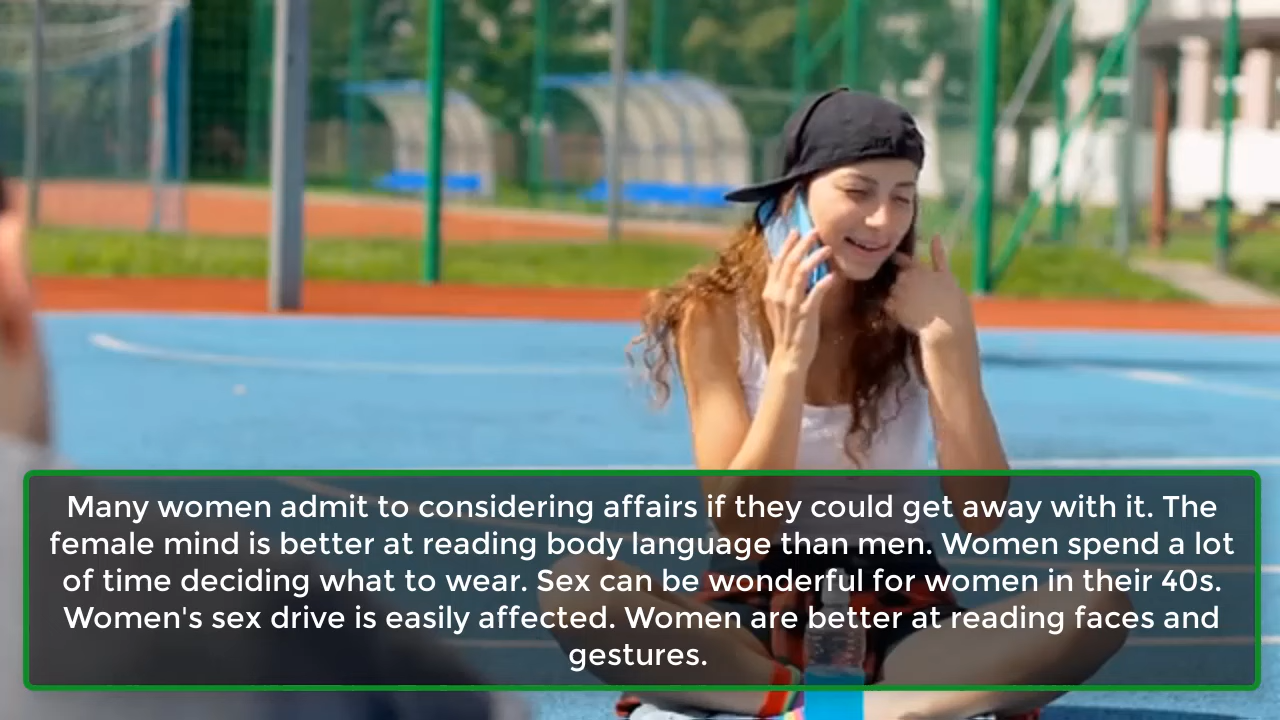 Many women admit to considering affairs if they could get away with it. The
female mind is better at reading body language than men. Women spend a lot
of time deciding what to wear. Sex can be wonderful for women in their 40s.
Women's sex drive is easily affected. Women are better at reading faces and
gestures.